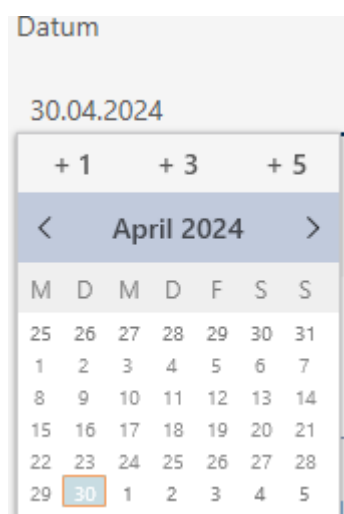 Datum
30.04.2024
+ 1 + 3 + 5
< April 2024 >
M D M D F S S
25 26 27 28 29 30 31
1 2 3 4 5 6 7
8 9 10 11 12 13 14
15 16 17 18 19 20 21
22 23 24 25 26 27 28
29 30 1 2 3 4 5